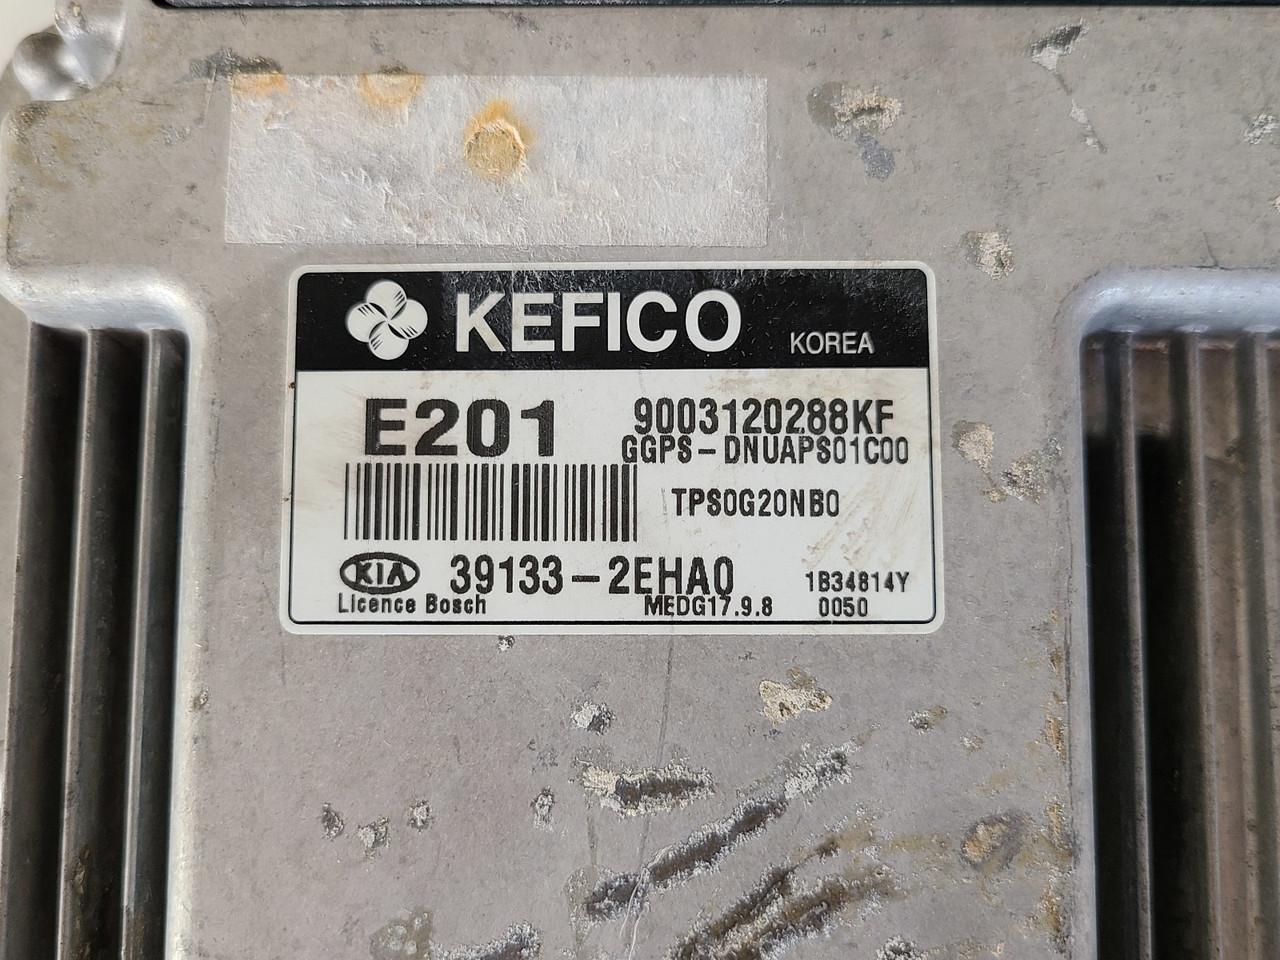 KEFICO KOREA
E201 9003120288KF
GGPS-DNUAPS01C00
TPS0G20NB0
KIA 39133-2EHA0 1B34814Y
Licence Bosch MEDG17.9.8 0050